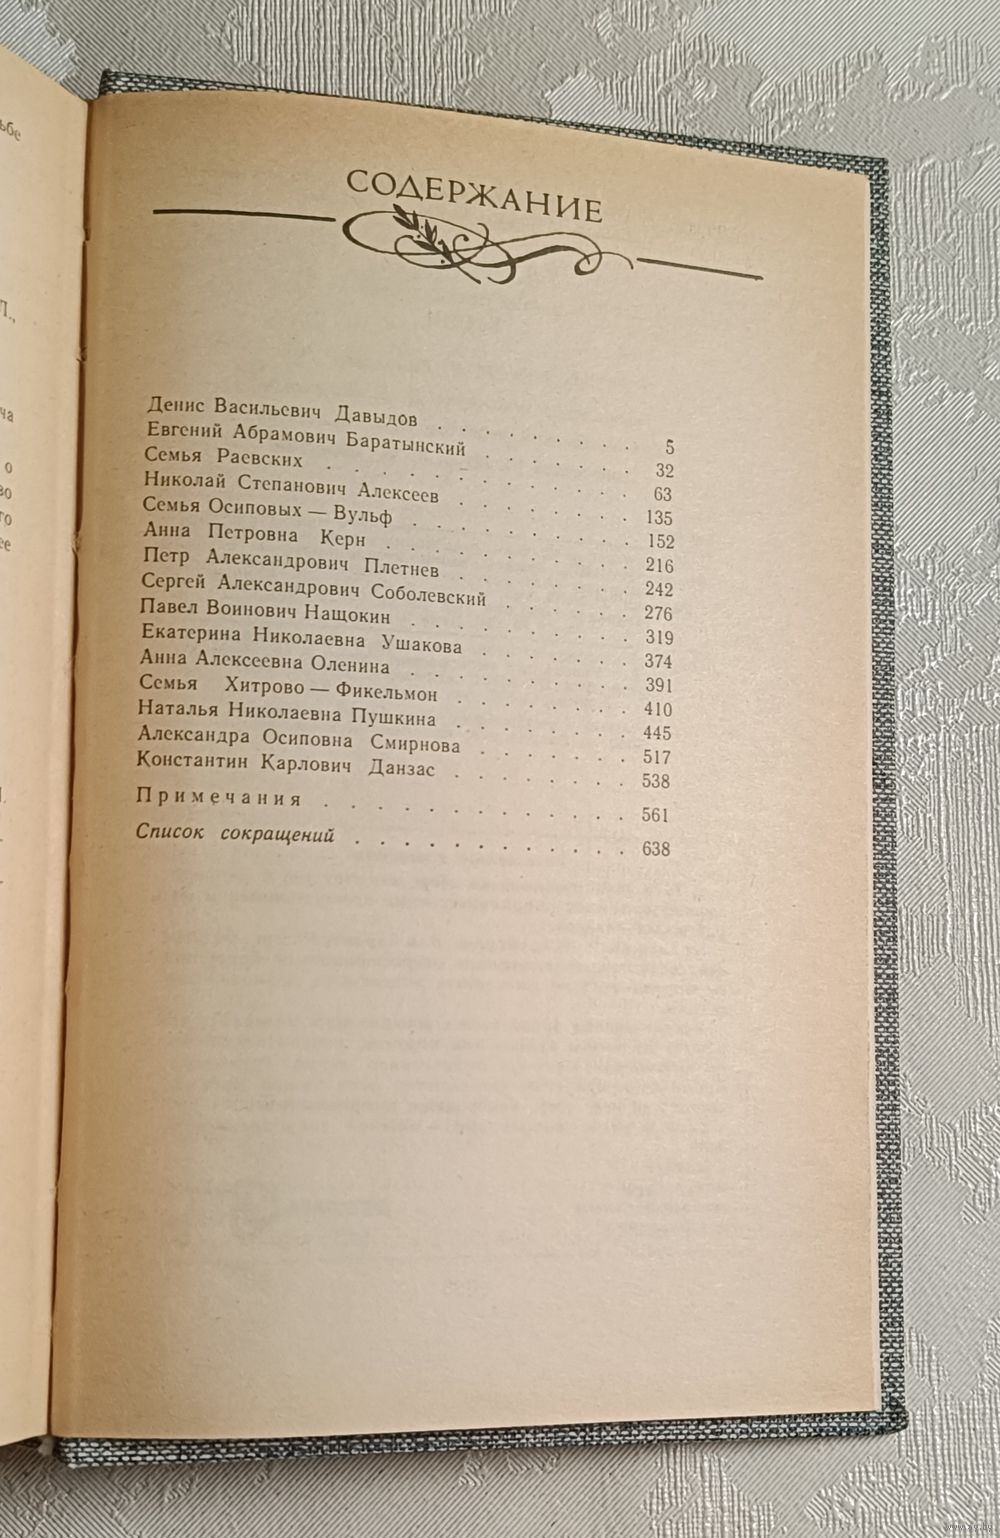 СОДЕРЖАНИЕ
Денис Васильевич Давыдов . . . . . . . . 5
Евгений Абрамович Баратынский . . . . . . . 32
Семья Раевских . . . . . . . . . . . . 63
Николай Степанович Алексеев . . . . . . . 135
Семья Осиповых — Вульф . . . . . . . . . 152
Анна Петровна Керн . . . . . . . . . . 216
Петр Александрович Плетнев . . . . . . . 242
Сергей Александрович Соболевский . . . . . . 276
Павел Воинович Нащокин . . . . . . . . . 319
Екатерина Николаевна Ушакова . . . . . . 374
Анна Алексеевна Оленина . . . . . . . . . 391
Семья Хитрово — Фикельмон . . . . . . . 410
Наталья Николаевна Пушкина . . . . . . . 445
Александра Осиповна Смирнова . . . . . . 517
Константин Карлович Данзас . . . . . . . 538
Примечания . . . . . . . . . . . . 561
Список сокращений . . . . . . . . . . . 638